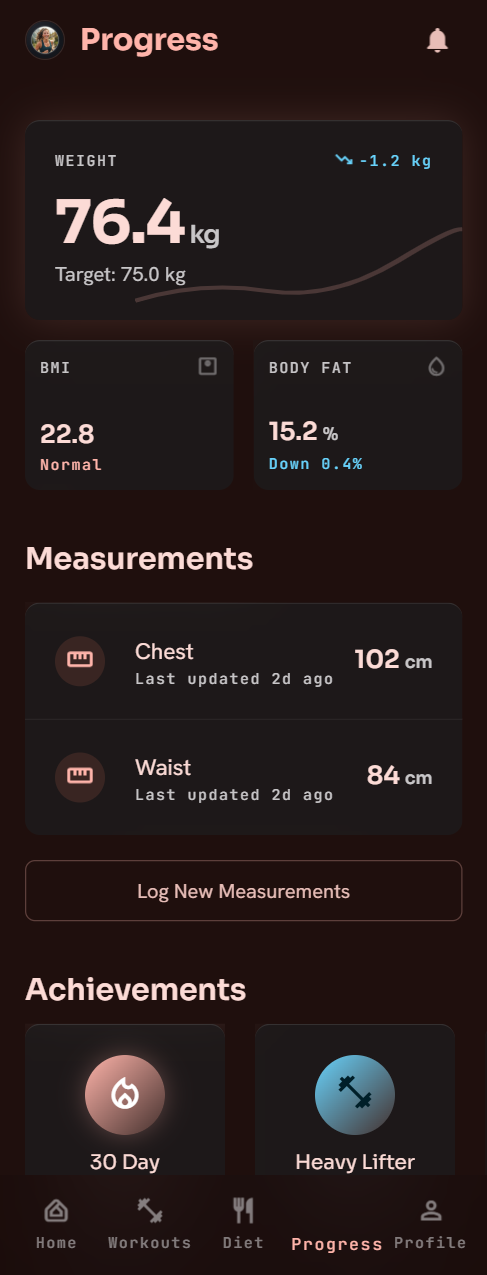 Progress
WEIGHT
-1.2 kg
76.4 kg
Target: 75.0 kg
BMI
22.8
Normal
BODY FAT
15.2 %
Down 0.4%
Measurements
Chest
Last updated 2d ago
102 cm
Waist
Last updated 2d ago
84 cm
Log New Measurements
Achievements
30 Day
Heavy Lifter
Home
Workouts
Diet
Progress
Profile